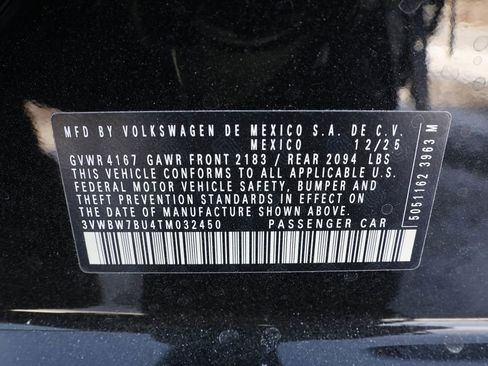 MFD BY VOLKSWAGEN DE MEXICO S.A. DE C.V.
MEXICO 12/25
GVWR 4167 GAWR FRONT 2183 / REAR 2094 LBS
THIS VEHICLE CONFORMS TO ALL APPLICABLE U.S.
FEDERAL MOTOR VEHICLE SAFETY, BUMPER AND
THEFT PREVENTION STANDARDS IN EFFECT ON
THE DATE OF MANUFACTURE SHOWN ABOVE
3VWBW7BU4TM032450 PASSENGER CAR
5051162 3963 M